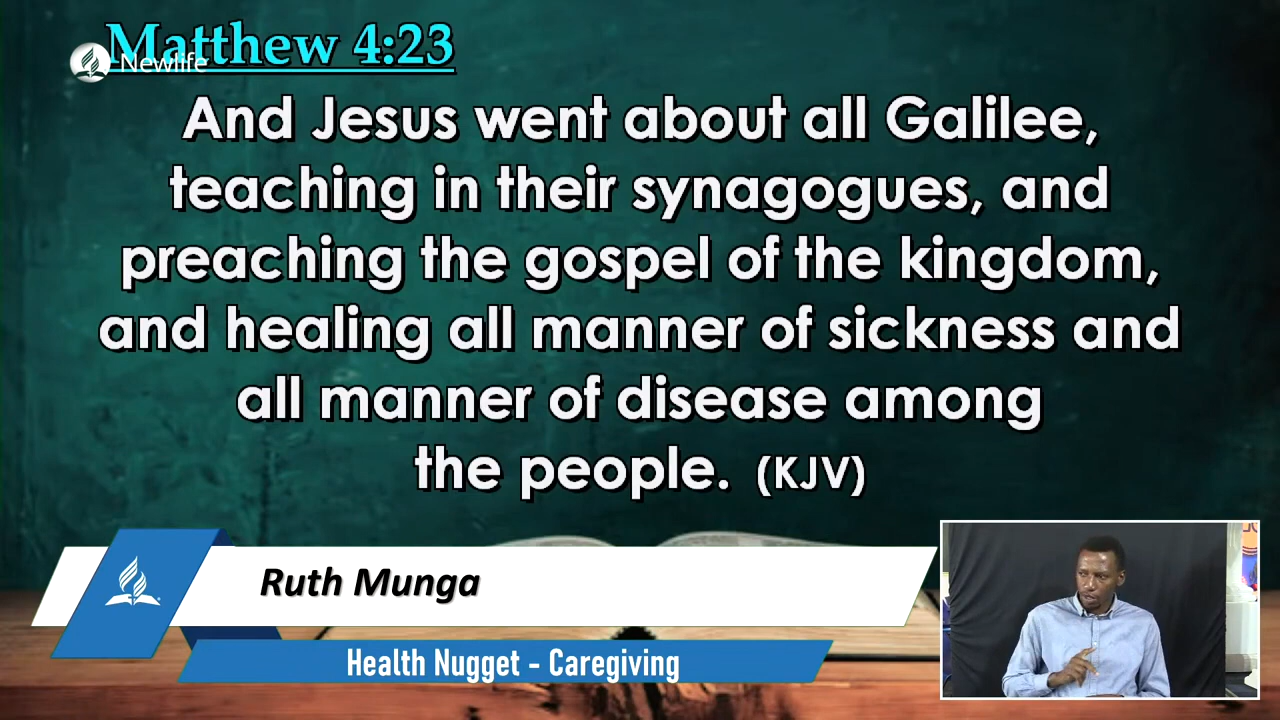 Matthew 4:23
Newlife
And Jesus went about all Galilee,
teaching in their synagogues, and
preaching the gospel of the kingdom,
and healing all manner of sickness and
all manner of disease among
the people. (KJV)
Ruth Munga
Health Nugget - Caregiving